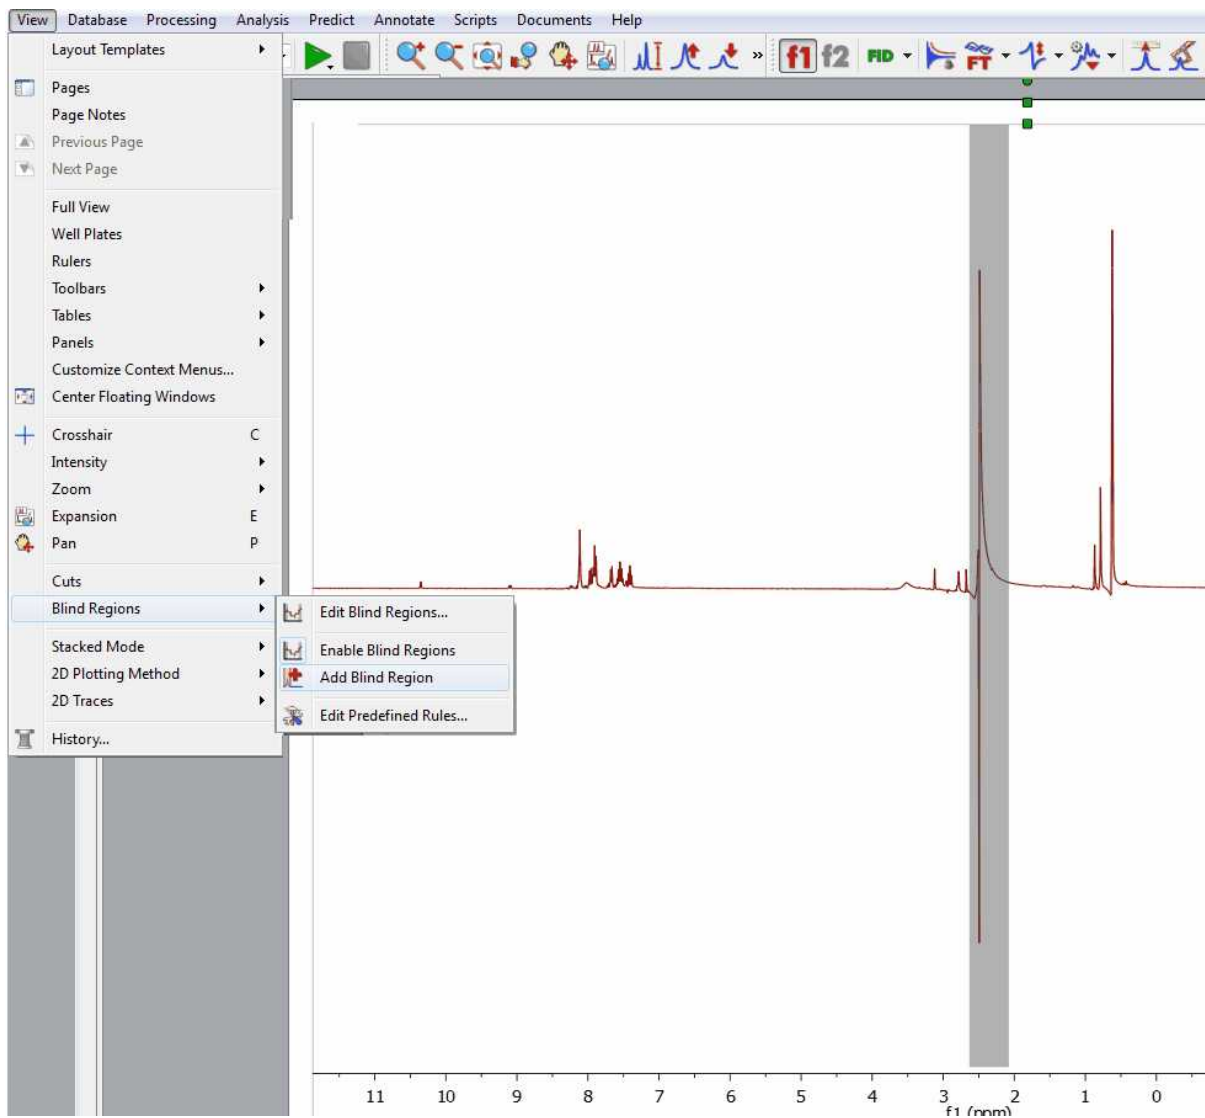 View Database Processing Analysis Predict Annotate Scripts Documents Help
Layout Templates
» f1 f2 FID FT
Pages
Page Notes
Previous Page
Next Page
Full View
Well Plates
Rulers
Toolbars
Tables
Panels
Customize Context Menus...
Center Floating Windows
Crosshair C
Intensity
Zoom
Expansion E
Pan P
Cuts
Blind Regions
Edit Blind Regions...
Stacked Mode
Enable Blind Regions
2D Plotting Method
Add Blind Region
2D Traces
Edit Predefined Rules...
History...
11 10 9 8 7 6 5 4 3 2 1 0
f1 (ppm)